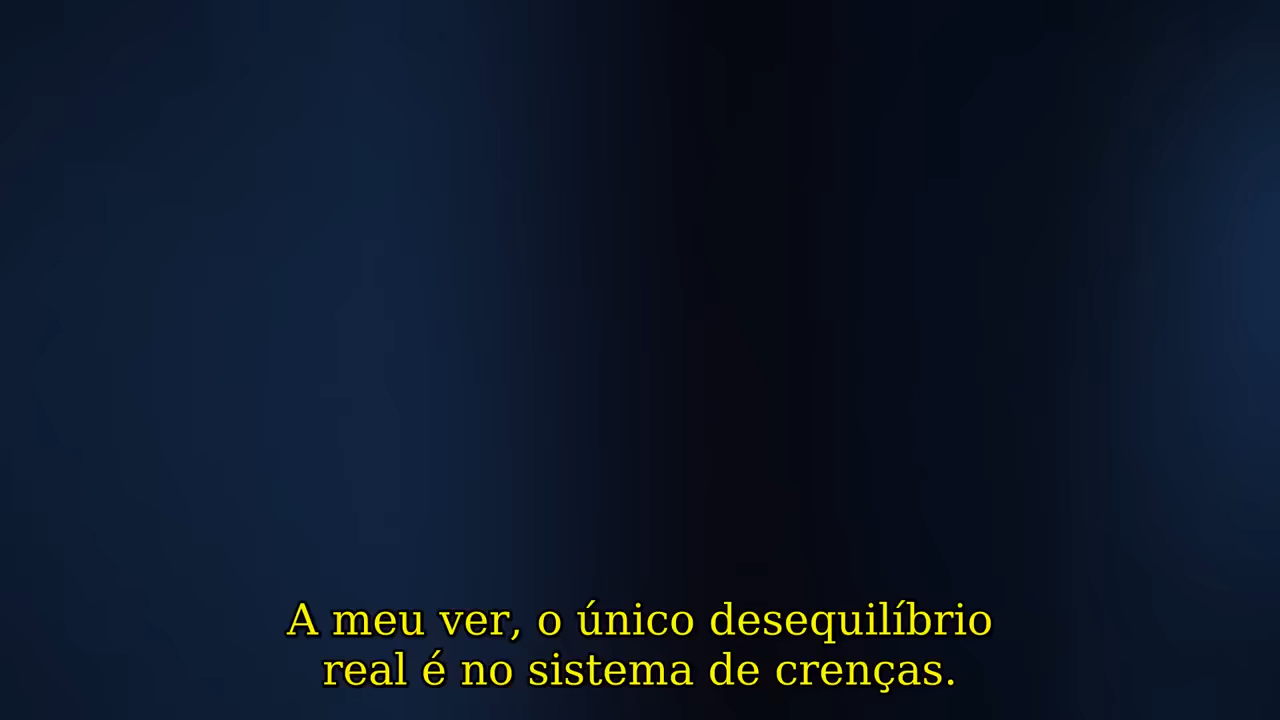 A meu ver, o único desequilíbrio
real é no sistema de crenças.